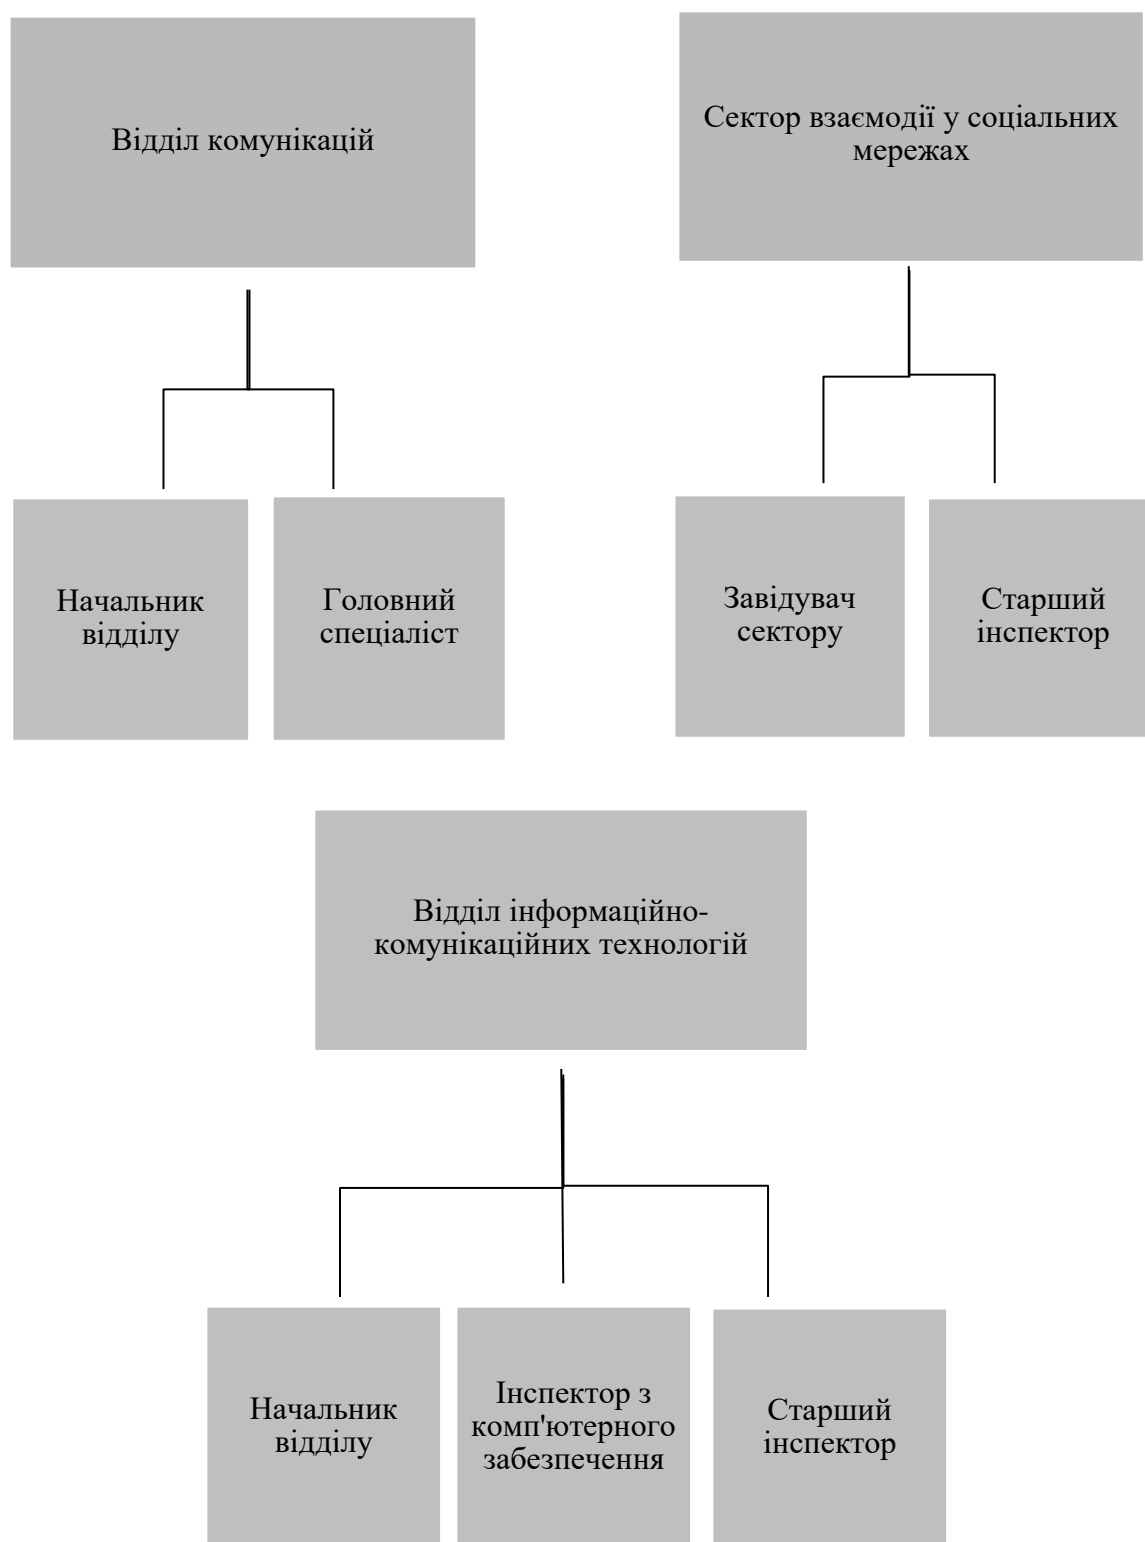 Відділ комунікацій
Сектор взаємодії у соціальних
мережах
Начальник
відділу
Головний
спеціаліст
Завідувач
сектору
Старший
інспектор
Відділ інформаційно-
комунікаційних технологій
Начальник
відділу
Інспектор з
комп'ютерного
забезпечення
Старший
інспектор